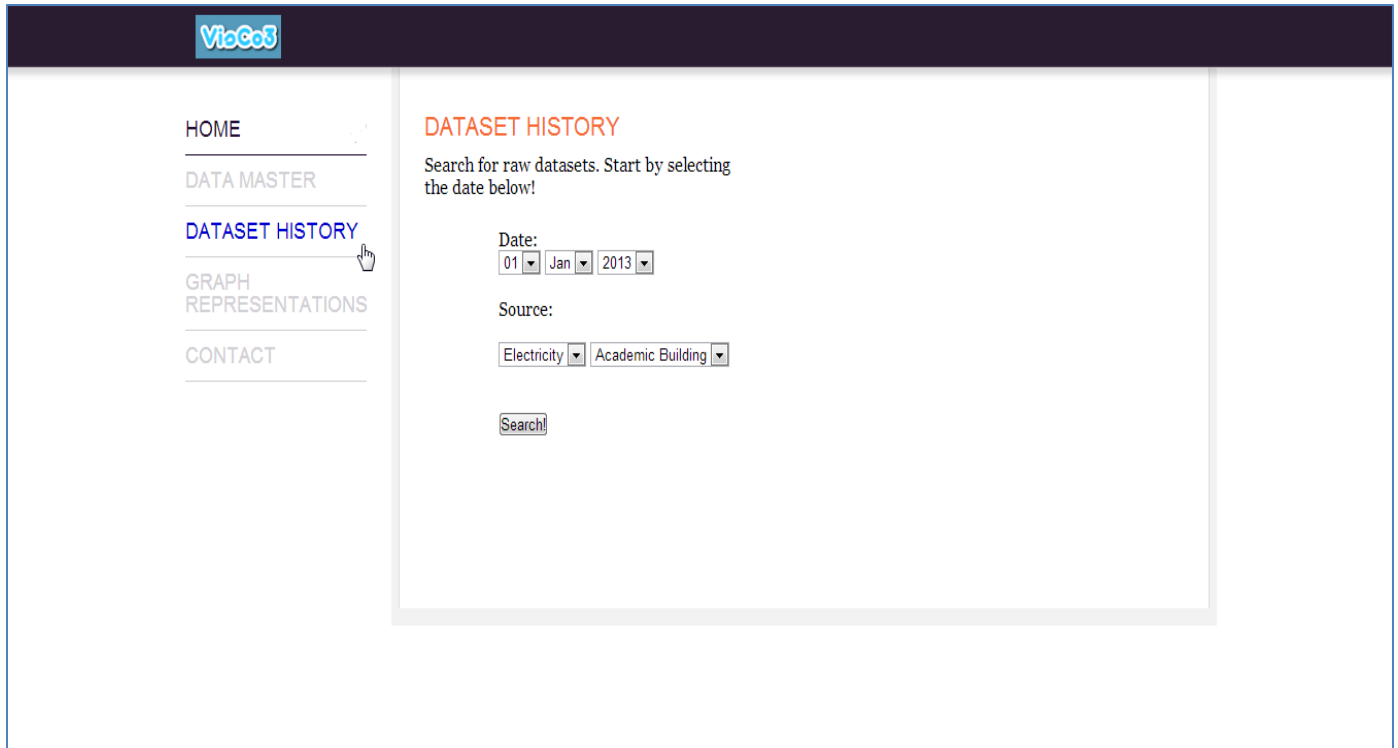 VisCo3
HOME
DATA MASTER
DATASET HISTORY
GRAPH
REPRESENTATIONS
CONTACT
DATASET HISTORY
Search for raw datasets. Start by selecting
the date below!
Date:
01 Jan 2013
Source:
Electricity Academic Building
Search!